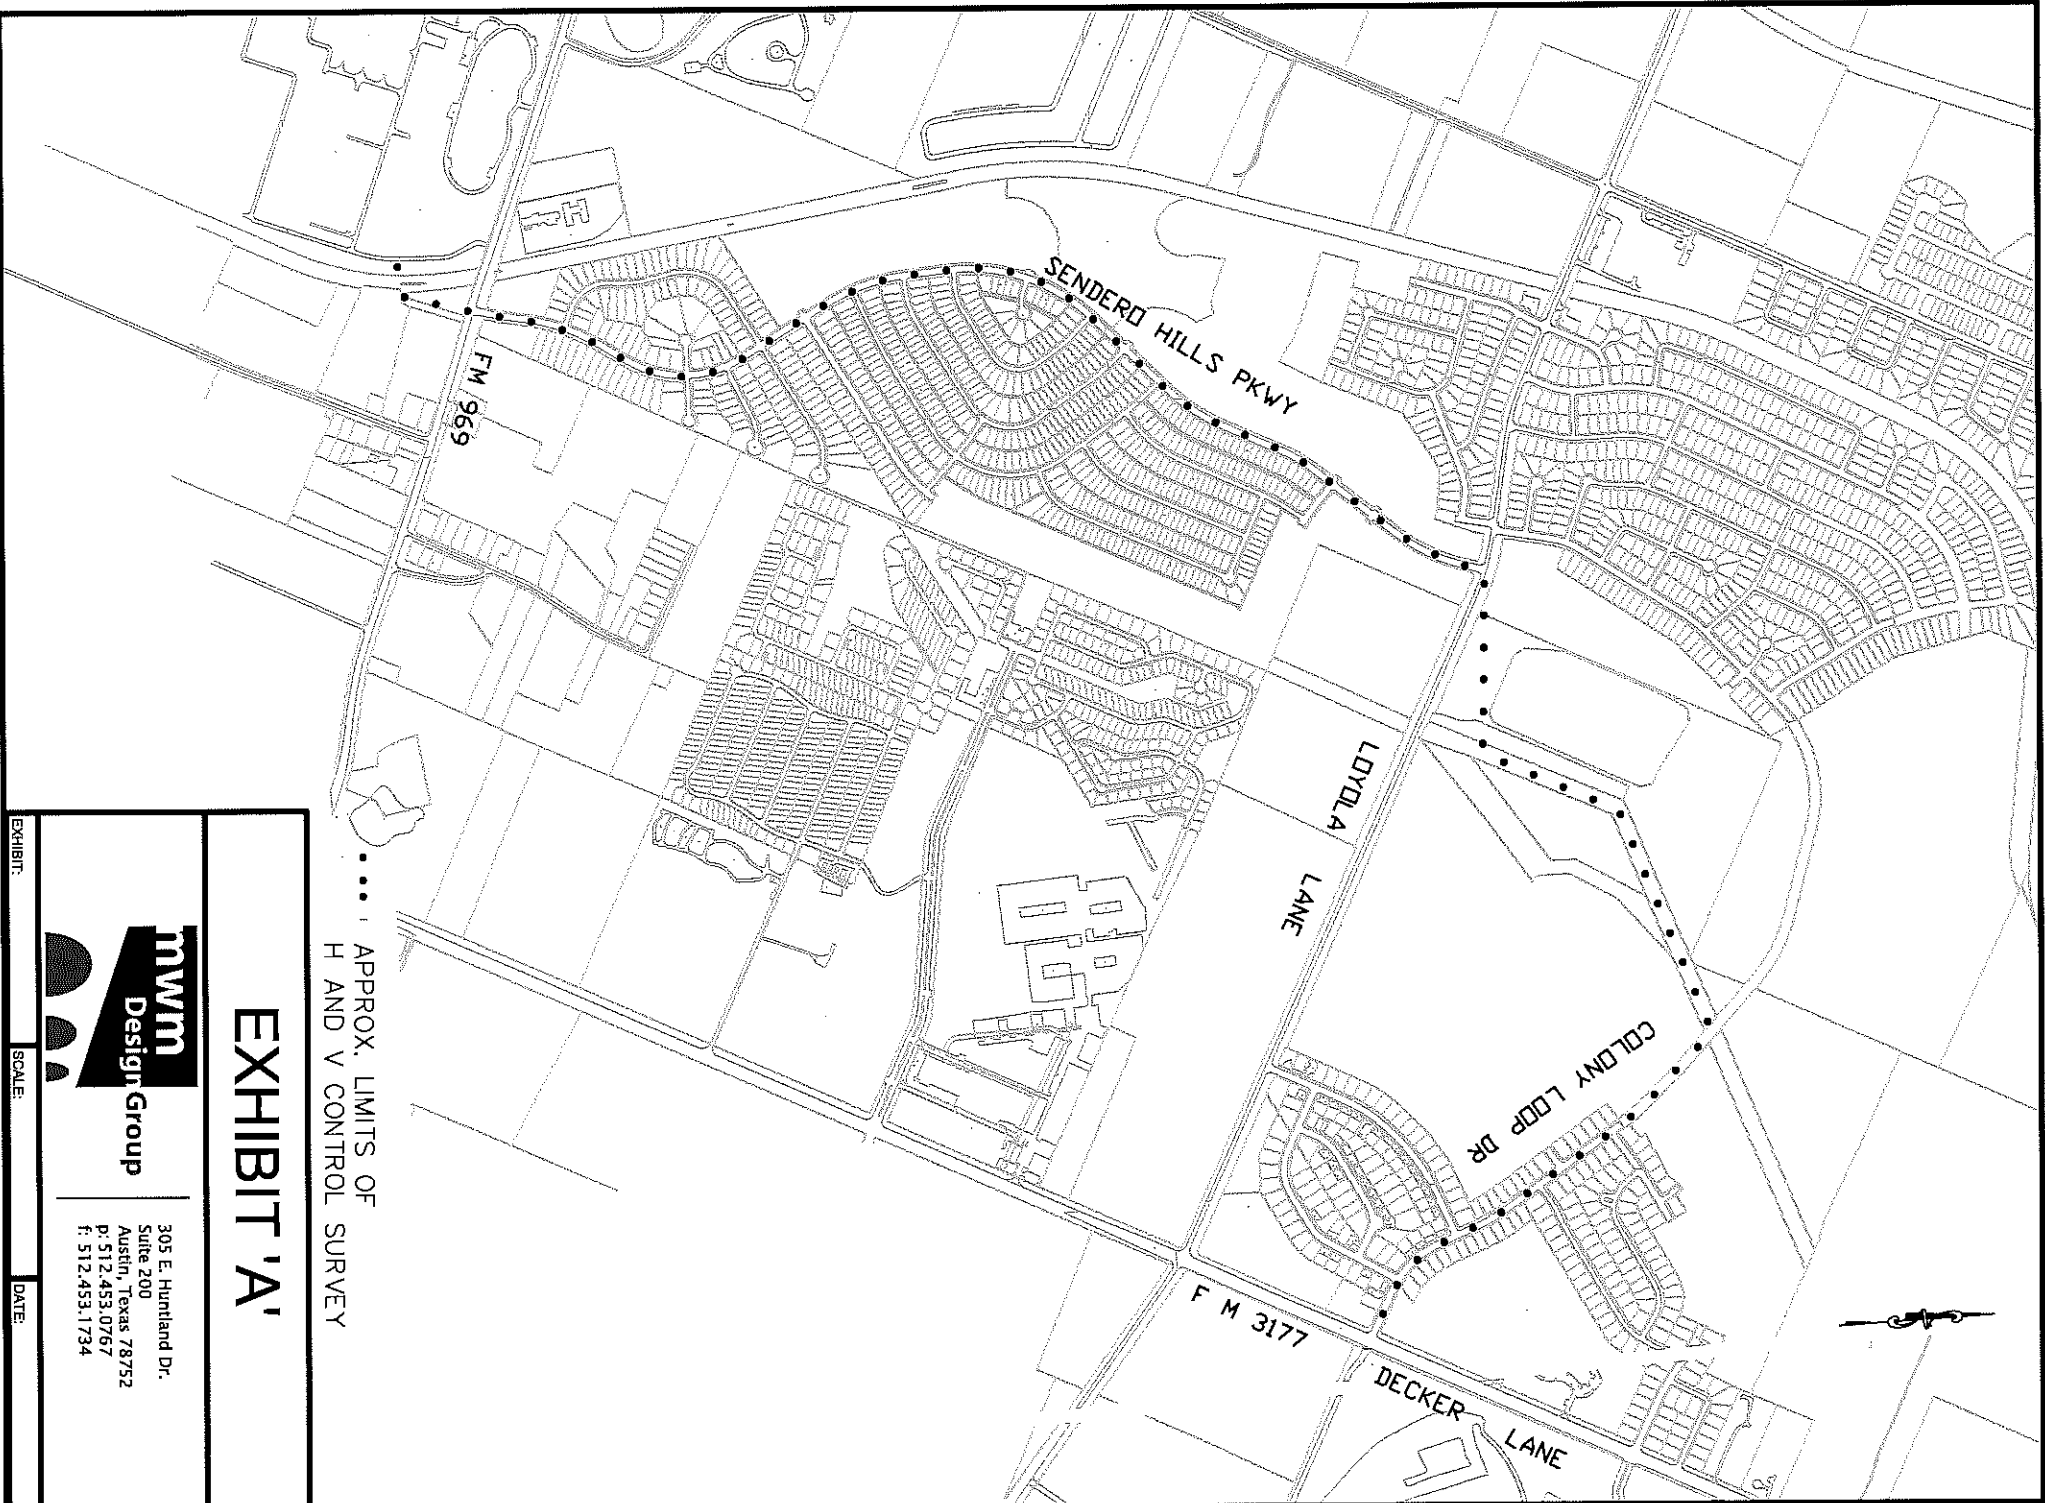 SENDERO HILLS PKWY
FM 969
LOYOLA LANE
COLONY LOOP DR
F M 3177
DECKER LANE
APPROX. LIMITS OF
H AND V CONTROL SURVEY
EXHIBIT 'A'
mwm
DesignGroup
305 E. Huntland Dr.
Suite 200
Austin, Texas 78752
p: 512.453.0767
f: 512.453.1734
EXHIBIT:
SCALE:
DATE: